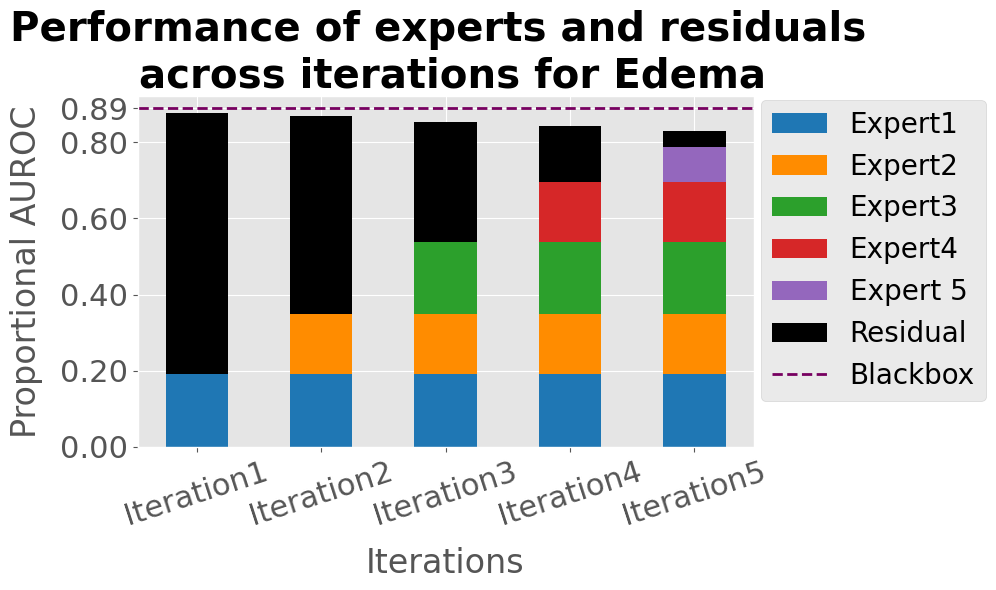 Performance of experts and residuals
across iterations for Edema
Proportional AUROC
0.89
0.80
0.60
0.40
0.20
0.00
Iteration1
Iteration2
Iteration3
Iteration4
Iteration5
Iterations
Expert1
Expert2
Expert3
Expert4
Expert 5
Residual
Blackbox